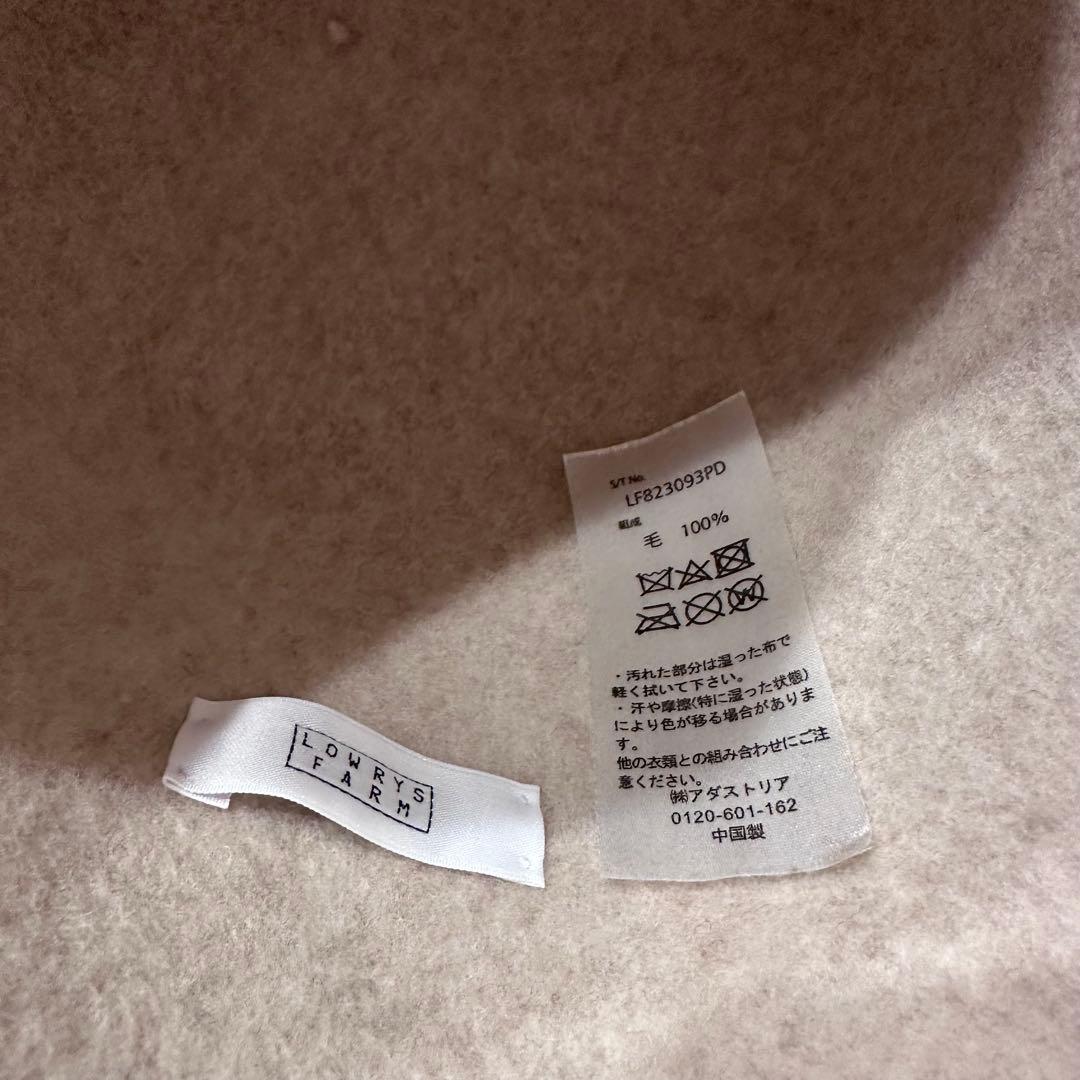 LOWRYS
FARM
S/T No.
LF823093PD
組成
毛 100%
・汚れた部分は湿った布で
軽く拭いて下さい。
・汗や摩擦(特に湿った状態)
により色が移る場合がありま
す。
他の衣類との組み合わせにご注
意ください。
㈱アダストリア
0120-601-162
中国製